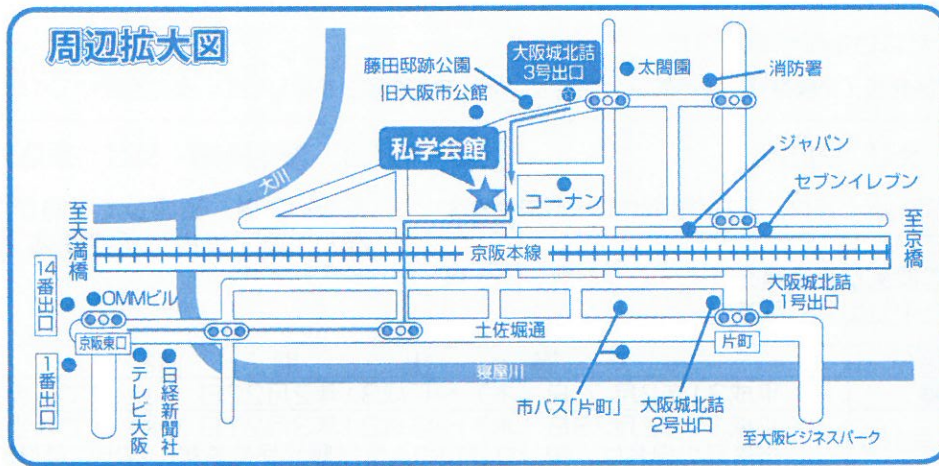 周辺拡大図
大阪城北詰
3号出口
太閤園
消防署
藤田邸跡公園
旧大阪市公館
私学会館
ジャパン
セブンイレブン
コーナン
大川
至天満橋
京阪本線
至京橋
14番出口
OMMビル
大阪城北詰
1号出口
京阪東口
土佐堀通
片町
1番出口
テレビ大阪
日経新聞社
寝屋川
市バス「片町」
大阪城北詰
2号出口
至大阪ビジネスパーク